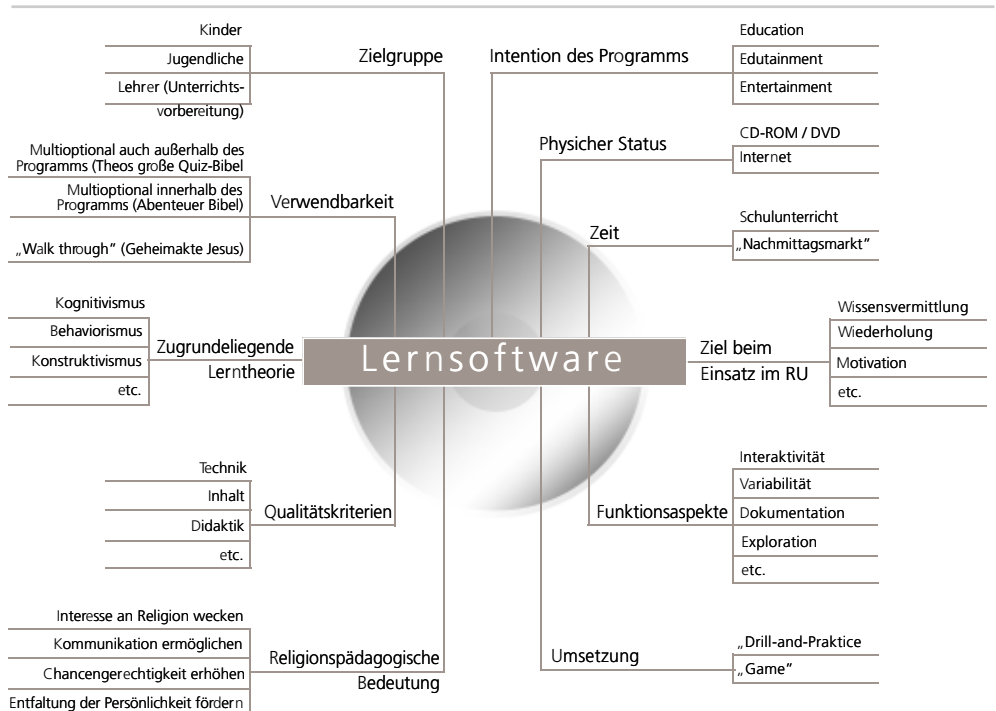 Kinder
Jugendliche
Lehrer (Unterrichts-
vorbereitung)
Zielgruppe
Multioptional auch außerhalb des
Programms (Theos große Quiz-Bibel
Multioptional innerhalb des
Programms (Abenteuer Bibel)
„Walk through" (Geheimakte Jesus)
Verwendbarkeit
Kognitivismus
Behaviorismus
Konstruktivismus
etc.
Zugrundeliegende
Lerntheorie
Technik
Inhalt
Didaktik
etc.
Qualitätskriterien
Interesse an Religion wecken
Kommunikation ermöglichen
Chancengerechtigkeit erhöhen
Entfaltung der Persönlichkeit fördern
Religionspädagogische
Bedeutung
Lernsoftware
Intention des Programms
Education
Edutainment
Entertainment
Physicher Status
CD-ROM / DVD
Internet
Zeit
Schulunterricht
„Nachmittagsmarkt"
Ziel beim
Einsatz im RU
Wissensvermittlung
Wiederholung
Motivation
etc.
Funktionsaspekte
Interaktivität
Variabilität
Dokumentation
Exploration
etc.
Umsetzung
„Drill-and-Praktice
„Game"